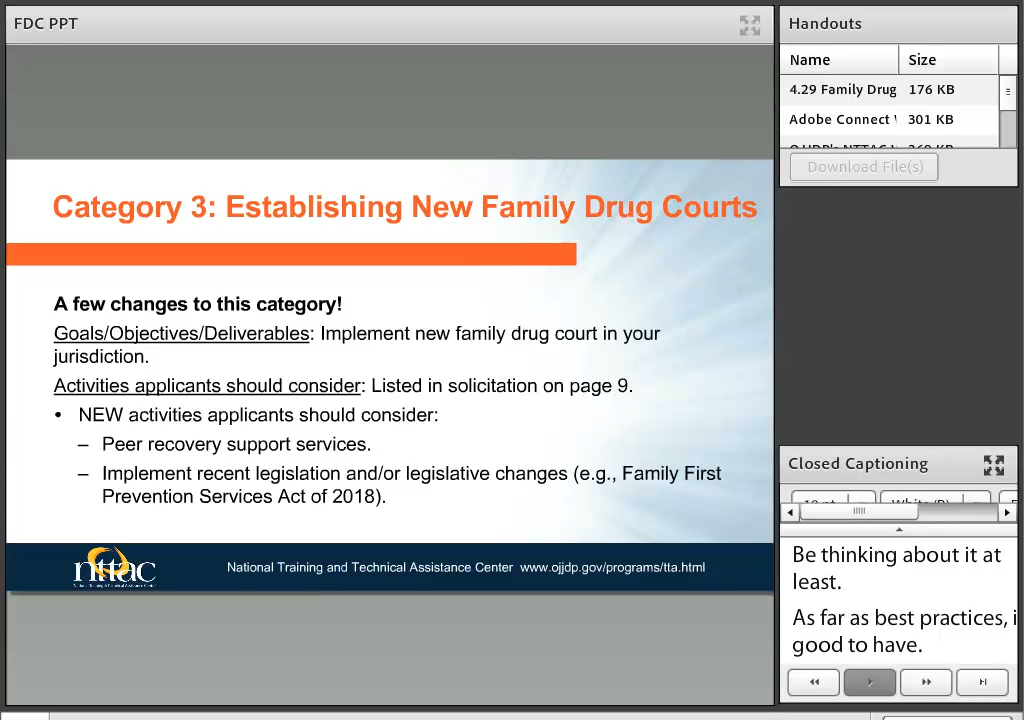 FDC PPT
Category 3: Establishing New Family Drug Courts
A few changes to this category!
Goals/Objectives/Deliverables: Implement new family drug court in your
jurisdiction.
Activities applicants should consider: Listed in solicitation on page 9.
• NEW activities applicants should consider:
– Peer recovery support services.
– Implement recent legislation and/or legislative changes (e.g., Family First
Prevention Services Act of 2018).
nttac
National Training and Technical Assistance Center www.ojjdp.gov/programs/tta.html
Handouts
Name Size
4.29 Family Drug 176 KB
Adobe Connect 301 KB
Download File(s)
Closed Captioning
Be thinking about it at
least.
As far as best practices, i
good to have.